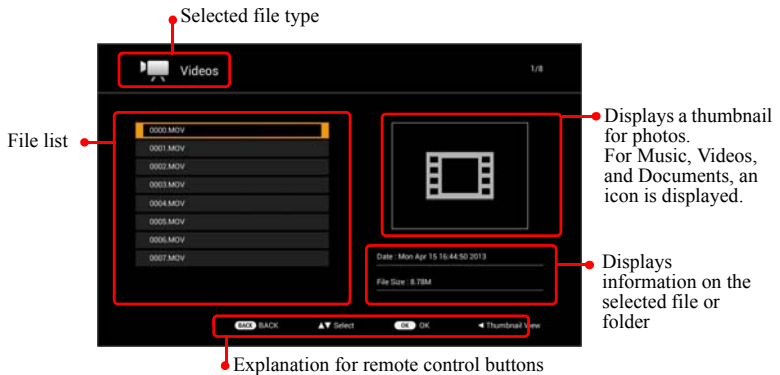 Selected file type
Videos
1/8
File list
0000.MOV
0001.MOV
0002.MOV
0003.MOV
0004.MOV
0005.MOV
0006.MOV
0007.MOV
Displays a thumbnail
for photos.
For Music, Videos,
and Documents, an
icon is displayed.
Date : Mon Apr 15 16:44:50 2013
File Size : 8.78M
Displays
information on the
selected file or
folder
BACK BACK ▲▼ Select OK OK ◄ Thumbnail View
Explanation for remote control buttons